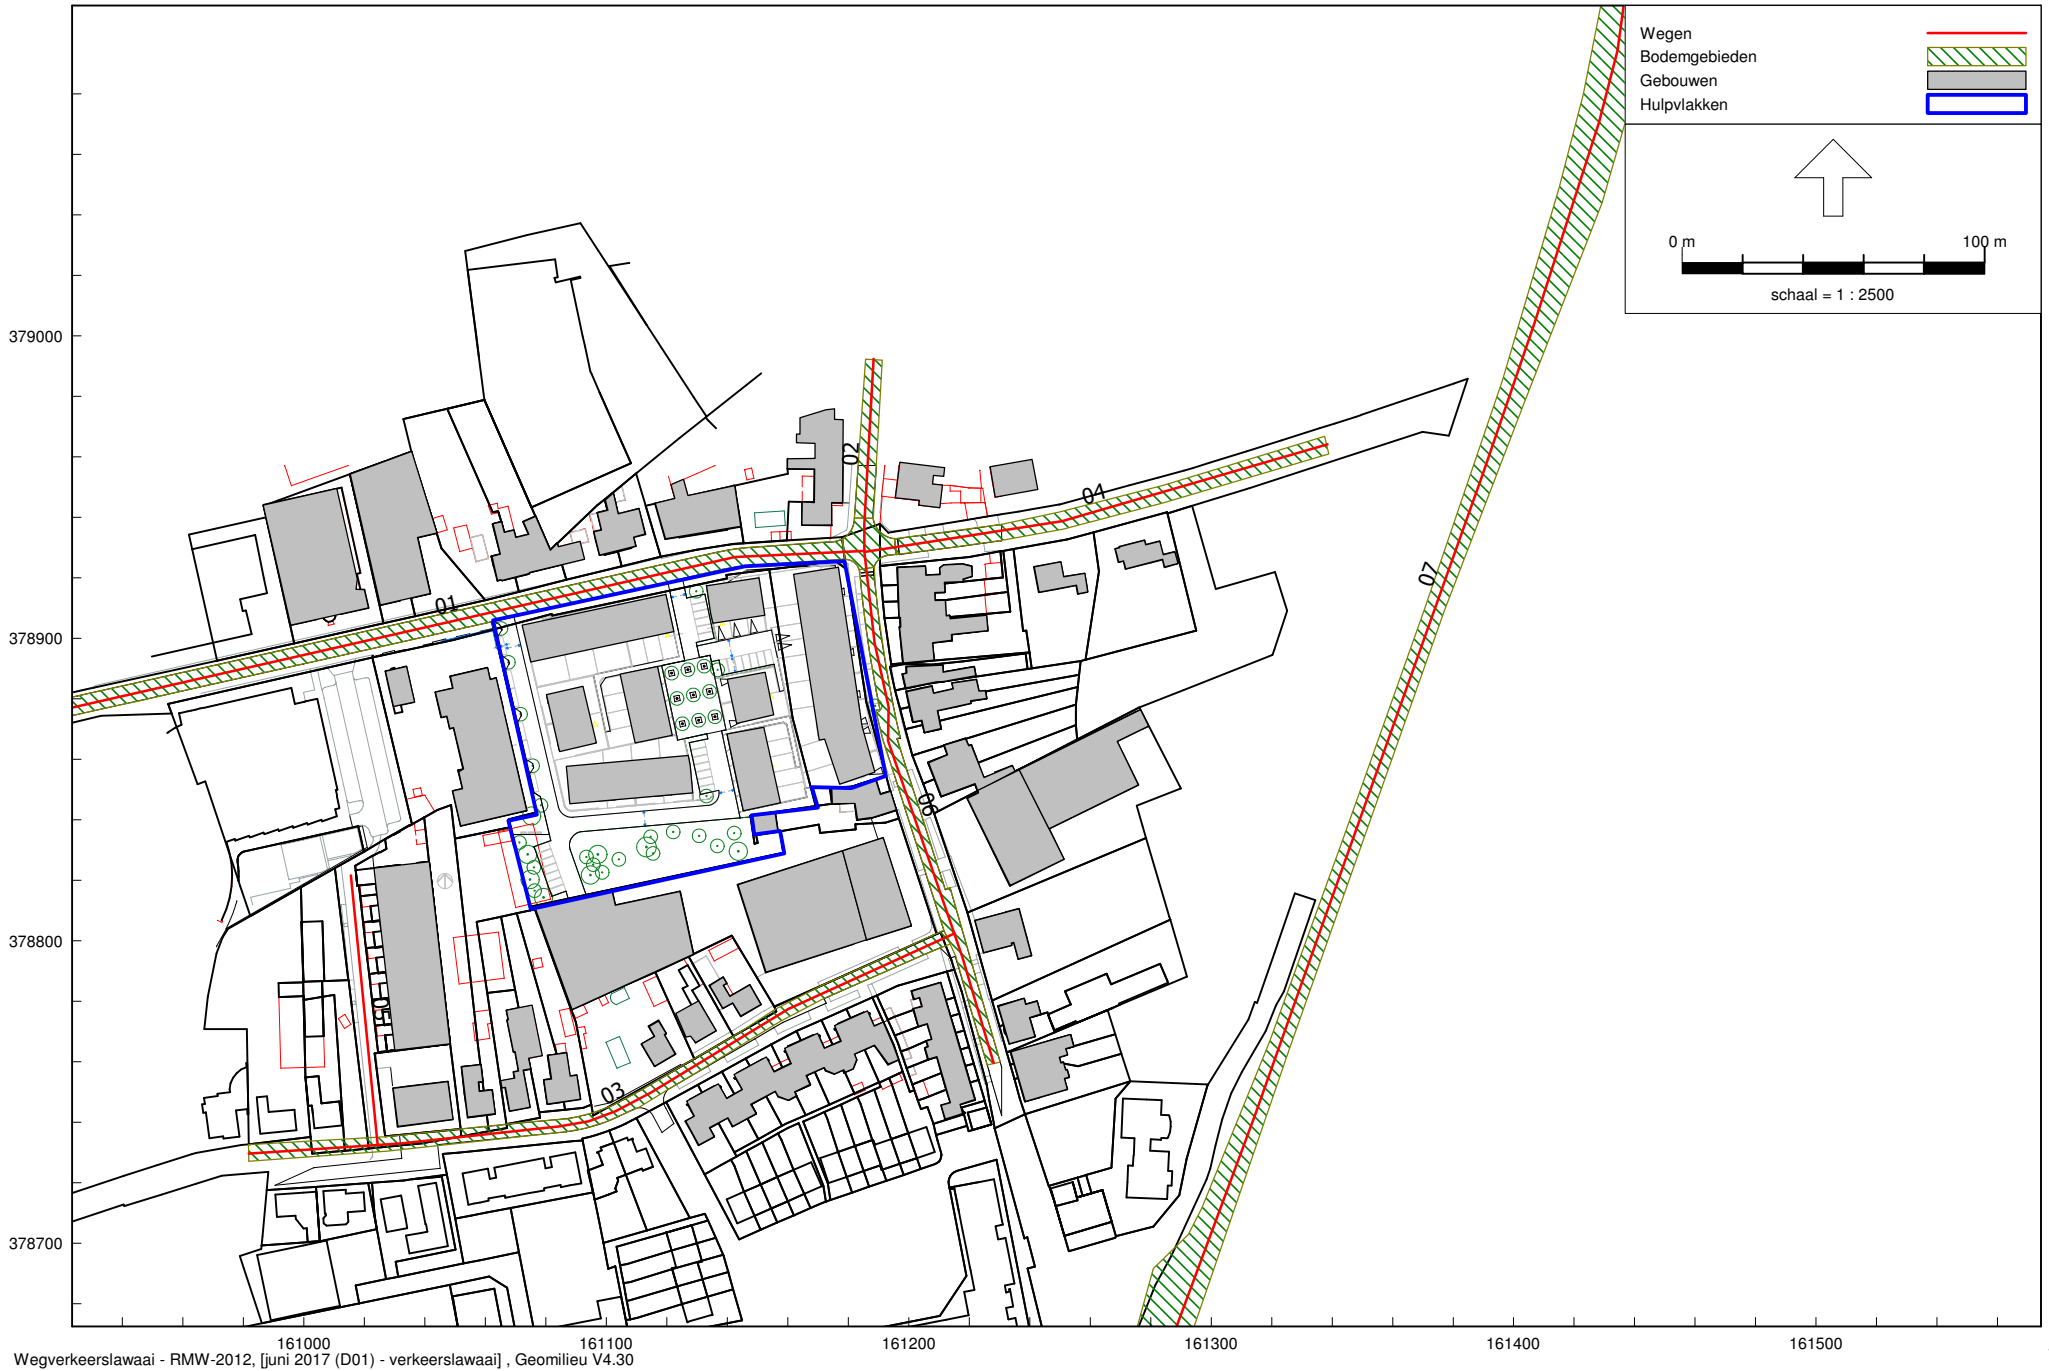 Wegen
Bodemgebieden
Gebouwen
Hulpvlakken
0 m 100 m
schaal = 1 : 2500
379000
02
04
07
01
378900
06
378800
05
03
378700
161000 161100 161200 161300 161400 161500
Wegverkeerslawaai - RMW-2012, [juni 2017 (D01) - verkeerslawaai] , Geomilieu V4.30